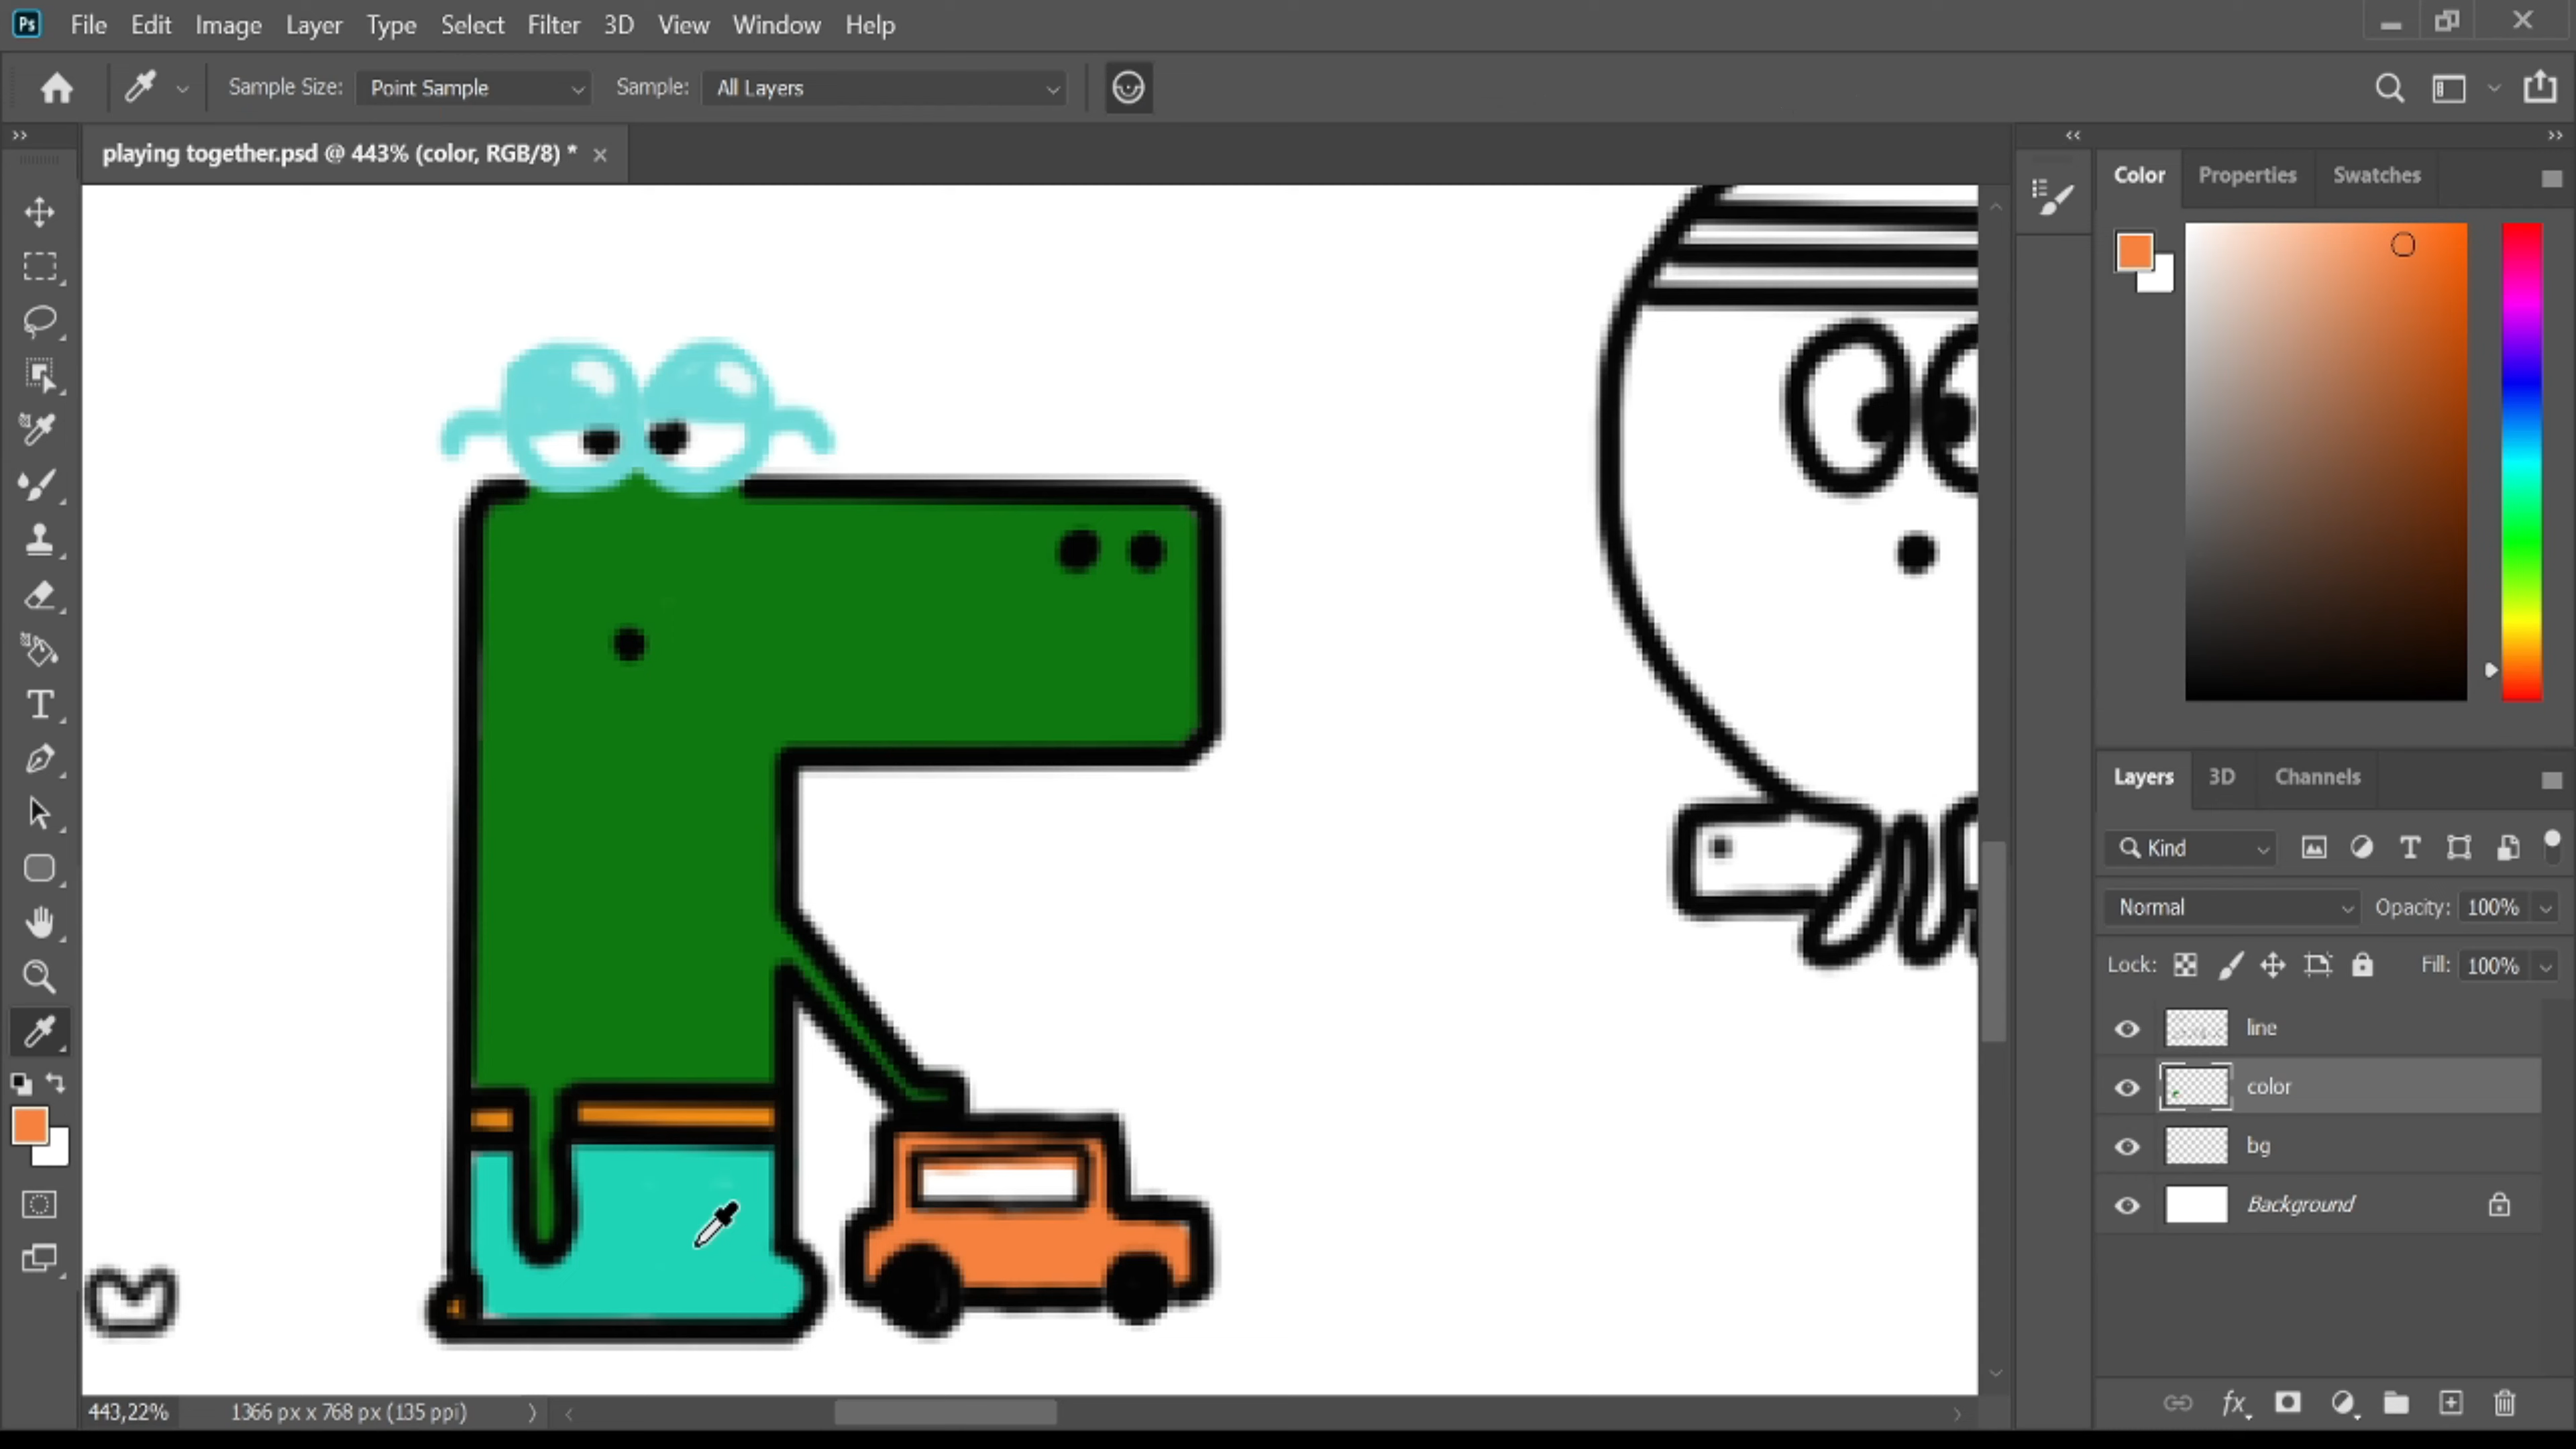 Ps File Edit Image Layer Type Select Filter 3D View Window Help
Sample Size: Point Sample Sample: All Layers
playing together.psd @ 443% (color, RGB/8) *
Color Properties Swatches
Layers 3D Channels
Kind
Normal Opacity: 100%
Lock: Fill: 100%
line
color
bg
Background
443,22% 1366 px x 768 px (135 ppi)